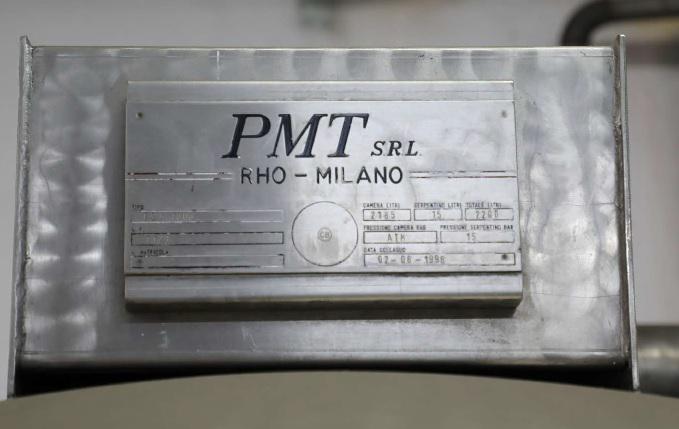 PMT SRL
RHO - MILANO
TIPO
CAMERA LITRI SERPENTINO LITRI TOTALE LITRI
2185 15 2200
PRESSIONE CAMERA BAR PRESSIONE SERPENTINO BAR
ATM 15
MATRICOLA
DATA COLLAUDO
02-06-1998